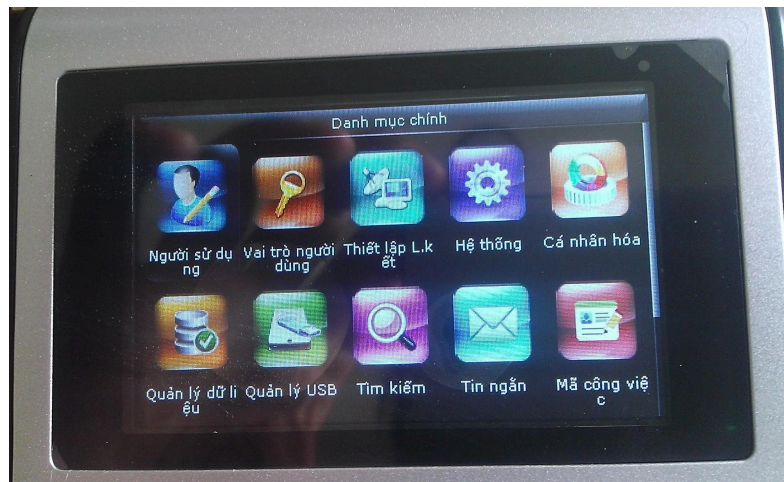 Danh mục chính
Người sử dụ
ng
Vai trò người
dùng
Thiết lập L.k
ết
Hệ thống
Cá nhân hóa
Quản lý dữ li
ệu
Quản lý USB
Tìm kiếm
Tin ngắn
Mã công việ
c